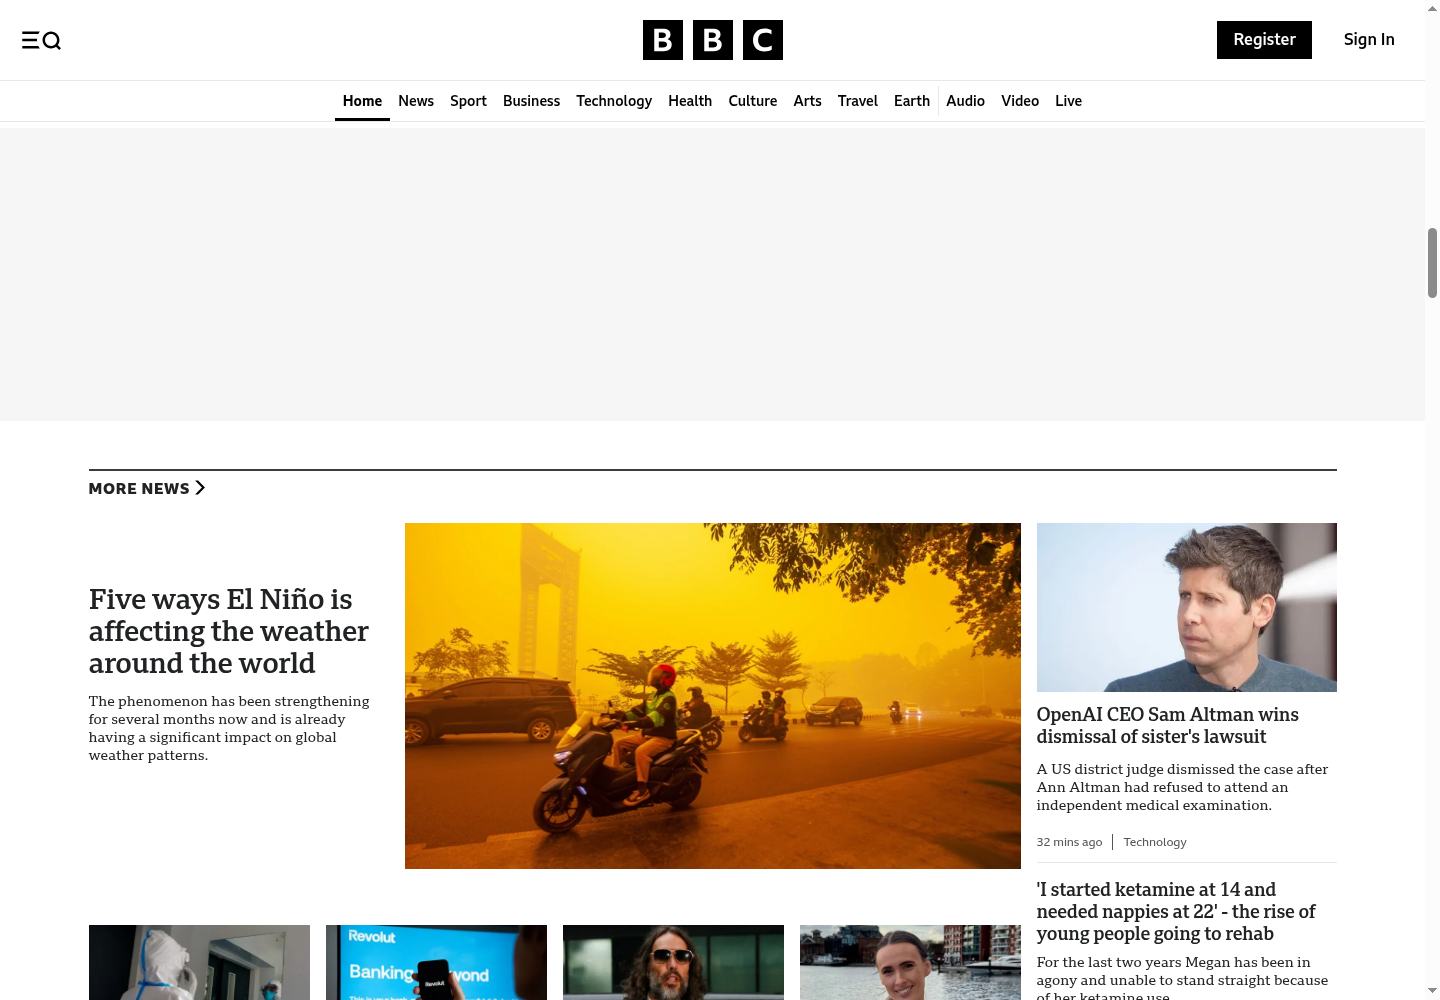 BBC
Register
Sign In
Home
News
Sport
Business
Technology
Health
Culture
Arts
Travel
Earth
Audio
Video
Live
MORE NEWS
Five ways El Niño is
affecting the weather
around the world
The phenomenon has been strengthening
for several months now and is already
having a significant impact on global
weather patterns.
OpenAI CEO Sam Altman wins
dismissal of sister's lawsuit
A US district judge dismissed the case after
Ann Altman had refused to attend an
independent medical examination.
32 mins ago
Technology
'I started ketamine at 14 and
needed nappies at 22' - the rise of
young people going to rehab
For the last two years Megan has been in
agony and unable to stand straight because
of her ketamine use
Revolut
Banking
Revolut